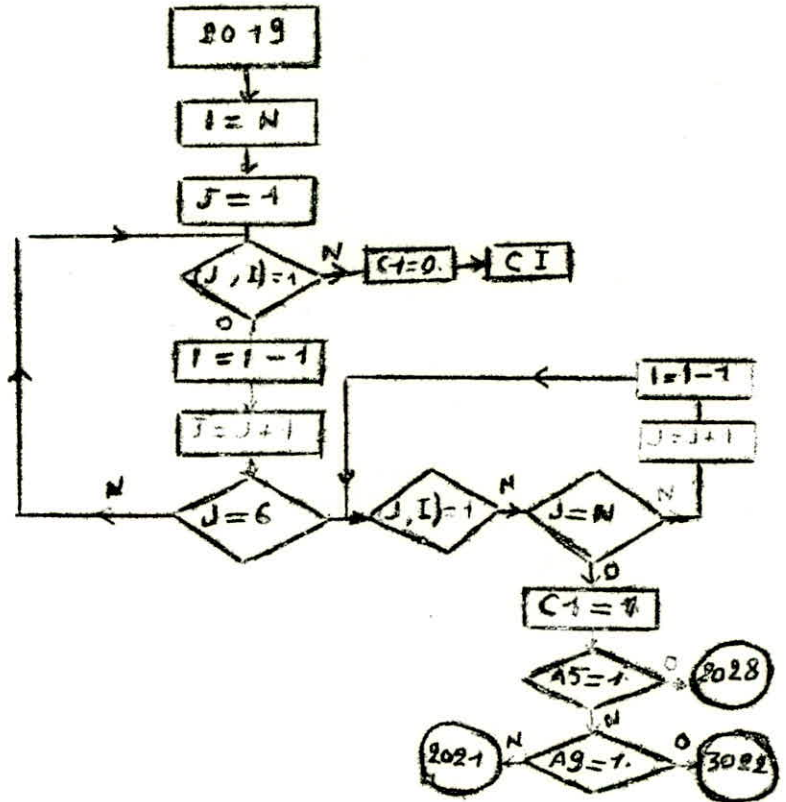 2019
I = N
J = 1
(J, I)=1
N
C1=0.
C I
O
I = I - 1
I=I-1
J=J+1
J = J+1
N
J = 6
J, I)=1
N
J = N
N
O
C1 = 1
A5=1.
O
2028
N
2021
N
A9=1.
O
3022